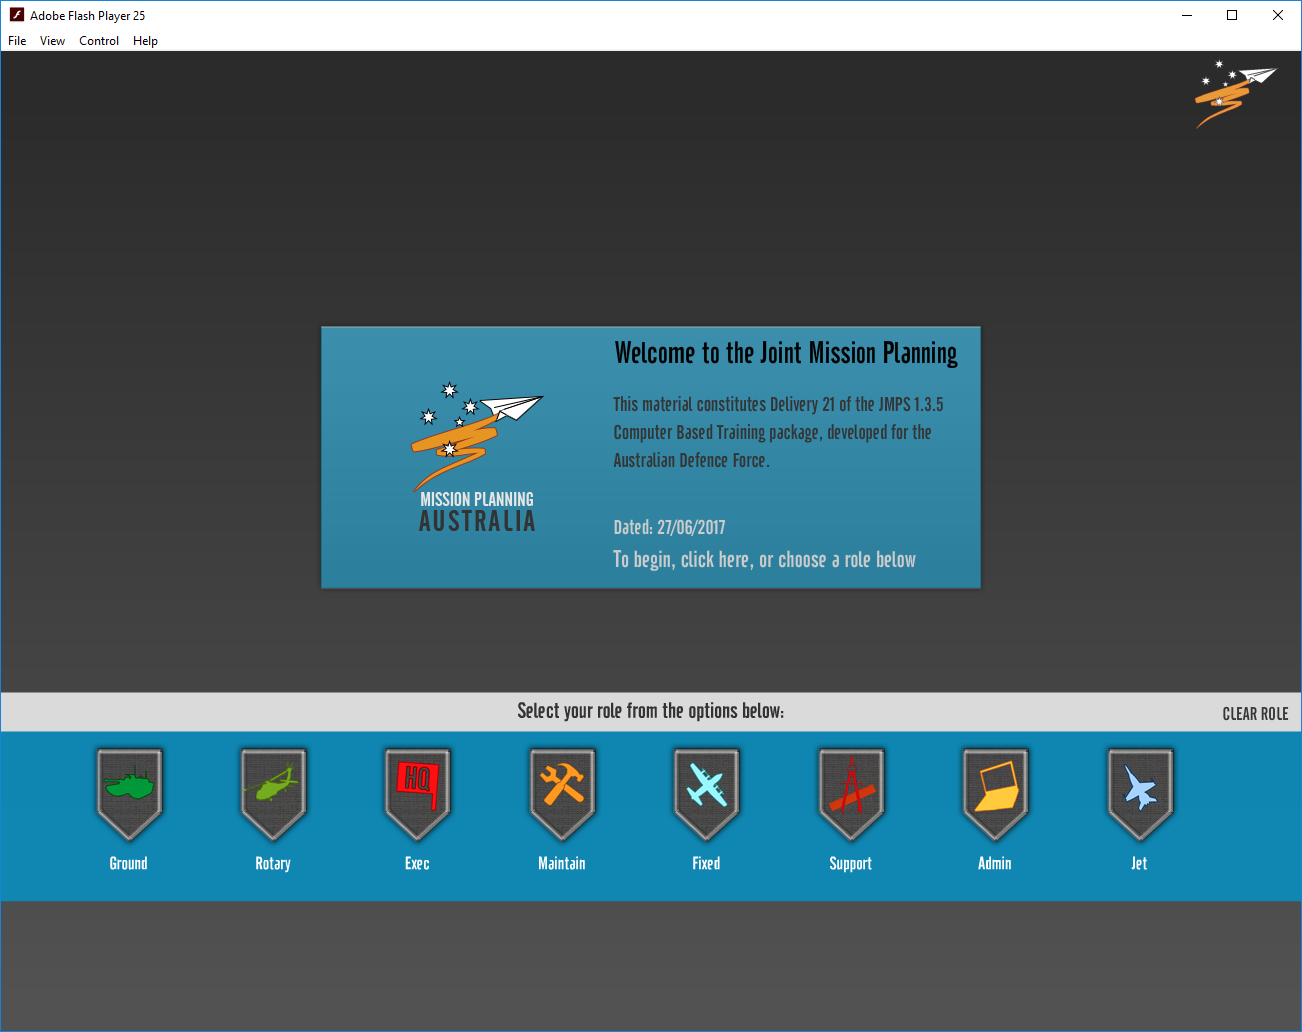 Adobe Flash Player 25
File View Control Help
Welcome to the Joint Mission Planning
This material constitutes Delivery 21 of the JMPS 1.3.5
Computer Based Training package, developed for the
Australian Defence Force.
MISSION PLANNING
AUSTRALIA
Dated: 27/06/2017
To begin, click here, or choose a role below
Select your role from the options below:
CLEAR ROLE
HQ
Ground Rotary Exec Maintain Fixed Support Admin Jet